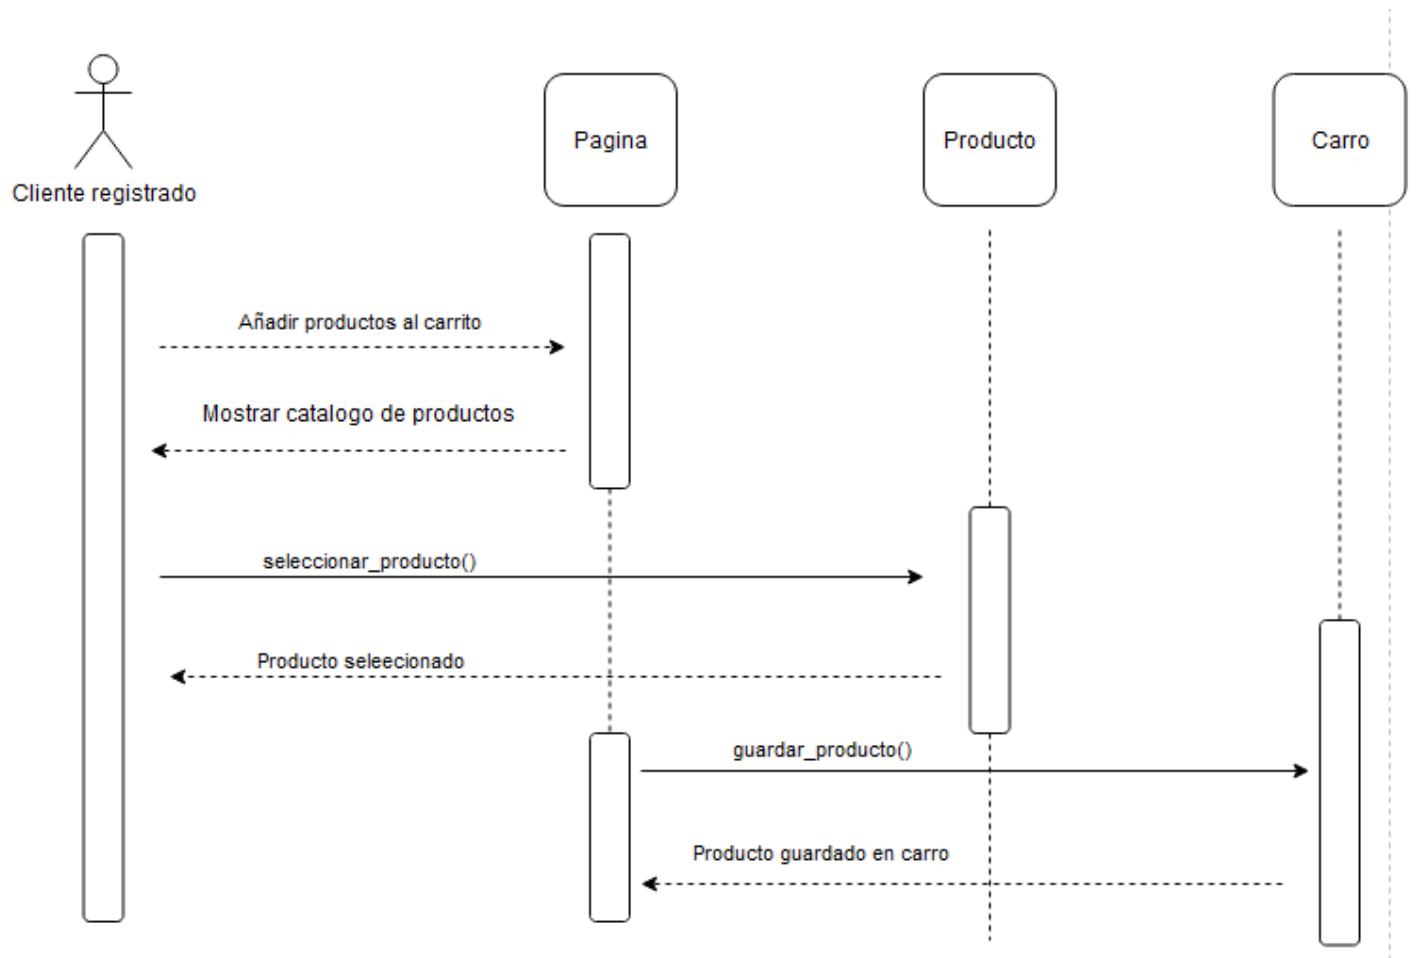 Cliente registrado
Pagina
Producto
Carro
Añadir productos al carrito
Mostrar catalogo de productos
seleccionar_producto()
Producto seleecionado
guardar_producto()
Producto guardado en carro